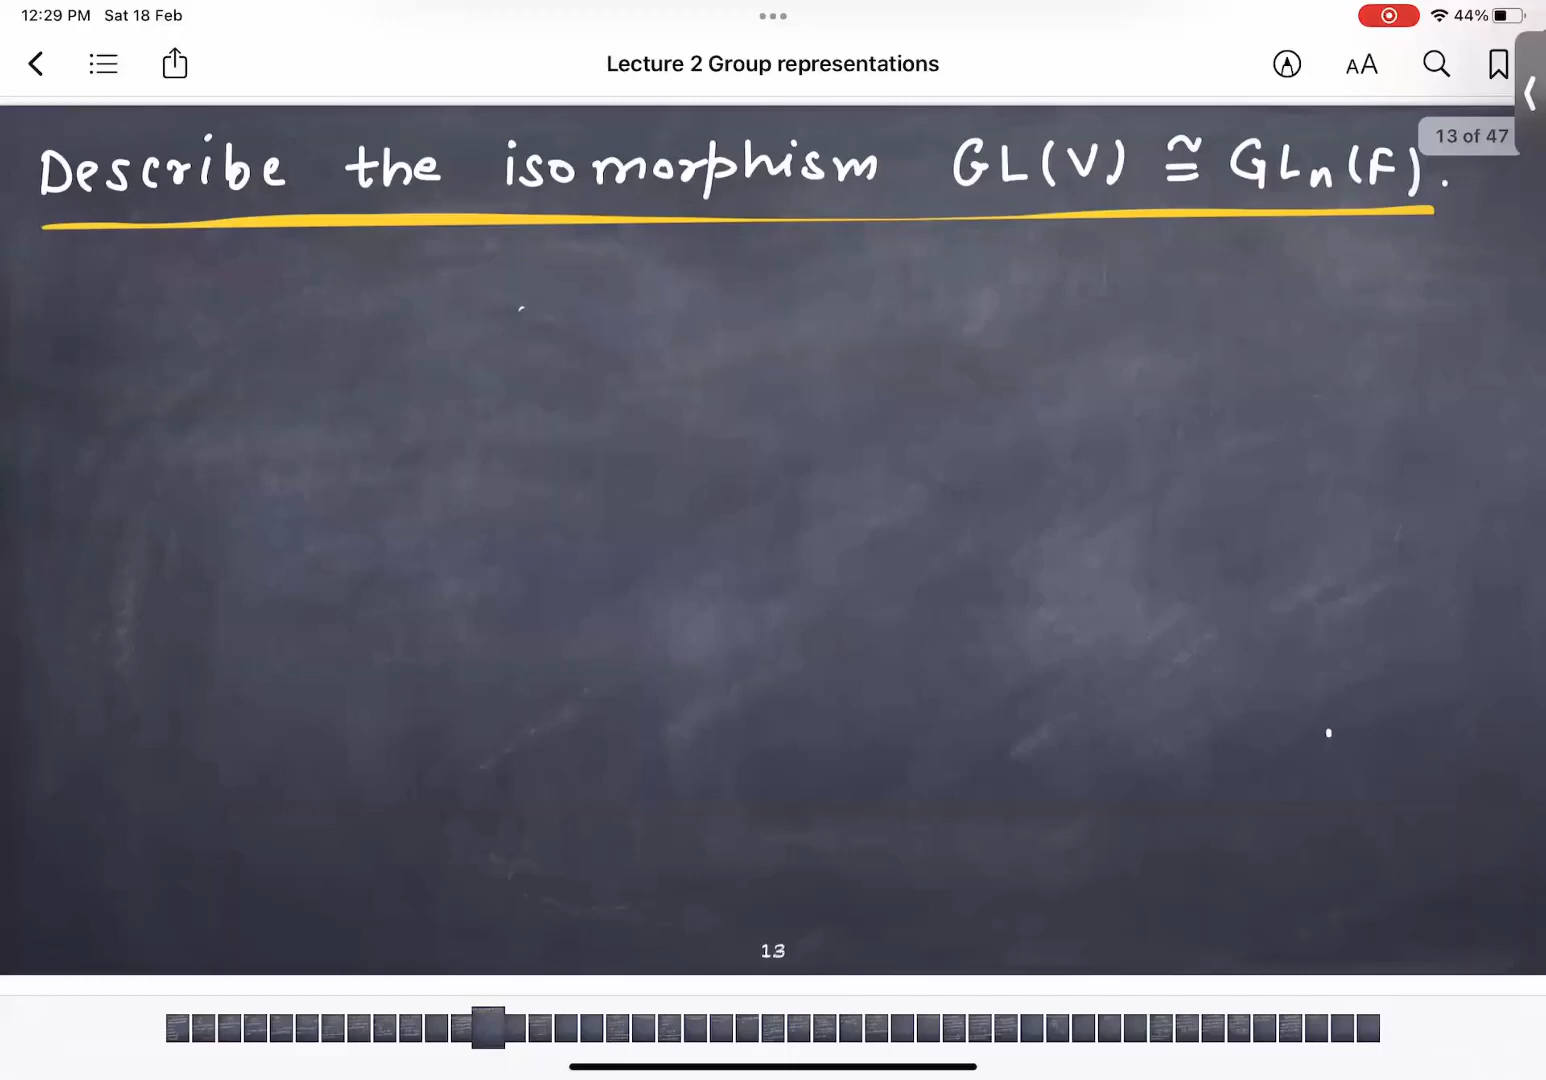 12:29 PM Sat 18 Feb
44%
Lecture 2 Group representations
AA
13 of 47
Describe the isomorphism GL(V) ≅ GLₙ(F).
13